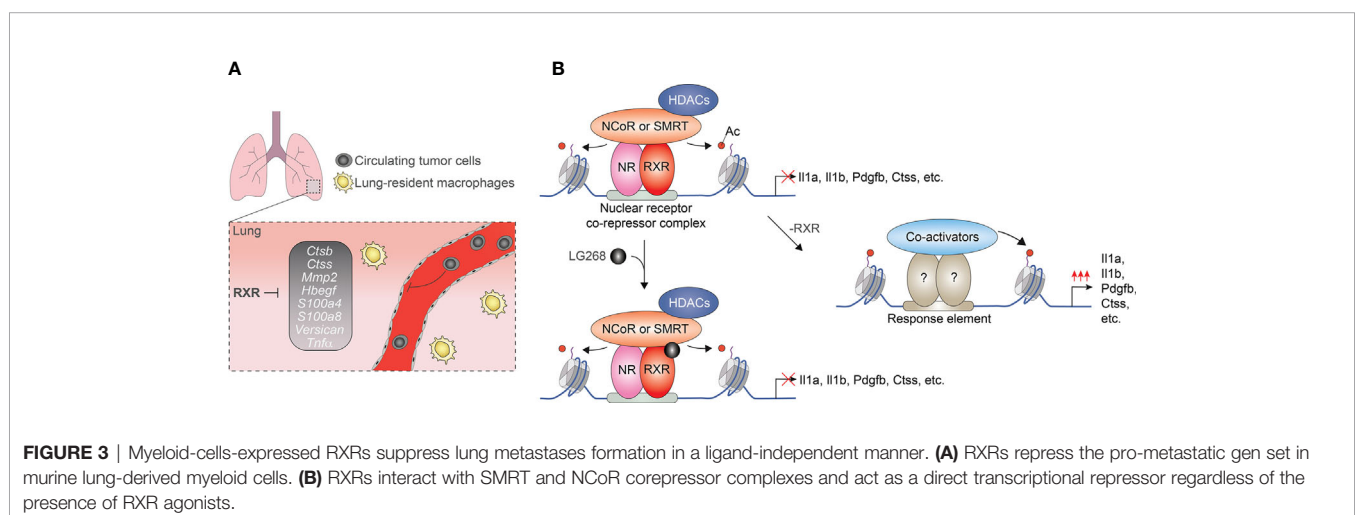 A
Circulating tumor cells
Lung-resident macrophages
Lung
RXR
Ctsb
Ctss
Mmp2
Hbegf
S100a4
S100a8
Versican
Tnfα
B
HDACs
NCoR or SMRT
Ac
NR
RXR
Il1a, Il1b, Pdgfb, Ctss, etc.
Nuclear receptor
co-repressor complex
-RXR
LG268
HDACs
NCoR or SMRT
NR
RXR
Il1a, Il1b, Pdgfb, Ctss, etc.
Co-activators
? ?
Response element
Il1a,
Il1b,
Pdgfb,
Ctss,
etc.
FIGURE 3 | Myeloid-cells-expressed RXRs suppress lung metastases formation in a ligand-independent manner. (A) RXRs repress the pro-metastatic gen set in
murine lung-derived myeloid cells. (B) RXRs interact with SMRT and NCoR corepressor complexes and act as a direct transcriptional repressor regardless of the
presence of RXR agonists.